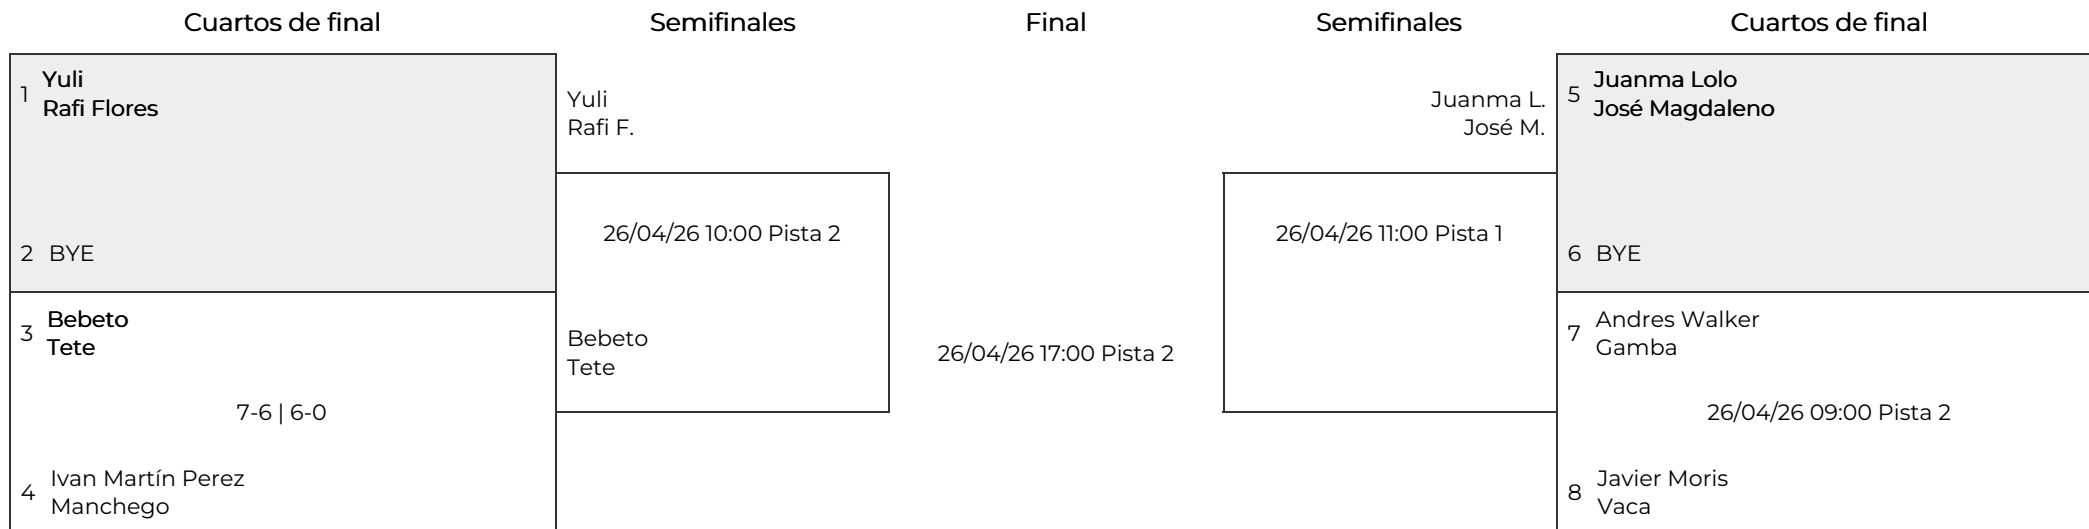 Cuartos de final
Semifinales
Final
Semifinales
Cuartos de final
1
Yuli
Rafi Flores
2 BYE
3
Bebeto
Tete
7-6 | 6-0
4
Ivan Martín Perez
Manchego
Yuli
Rafi F.
26/04/26 10:00 Pista 2
Bebeto
Tete
26/04/26 17:00 Pista 2
Juanma L.
José M.
26/04/26 11:00 Pista 1
5
Juanma Lolo
José Magdaleno
6 BYE
7
Andres Walker
Gamba
26/04/26 09:00 Pista 2
8
Javier Moris
Vaca